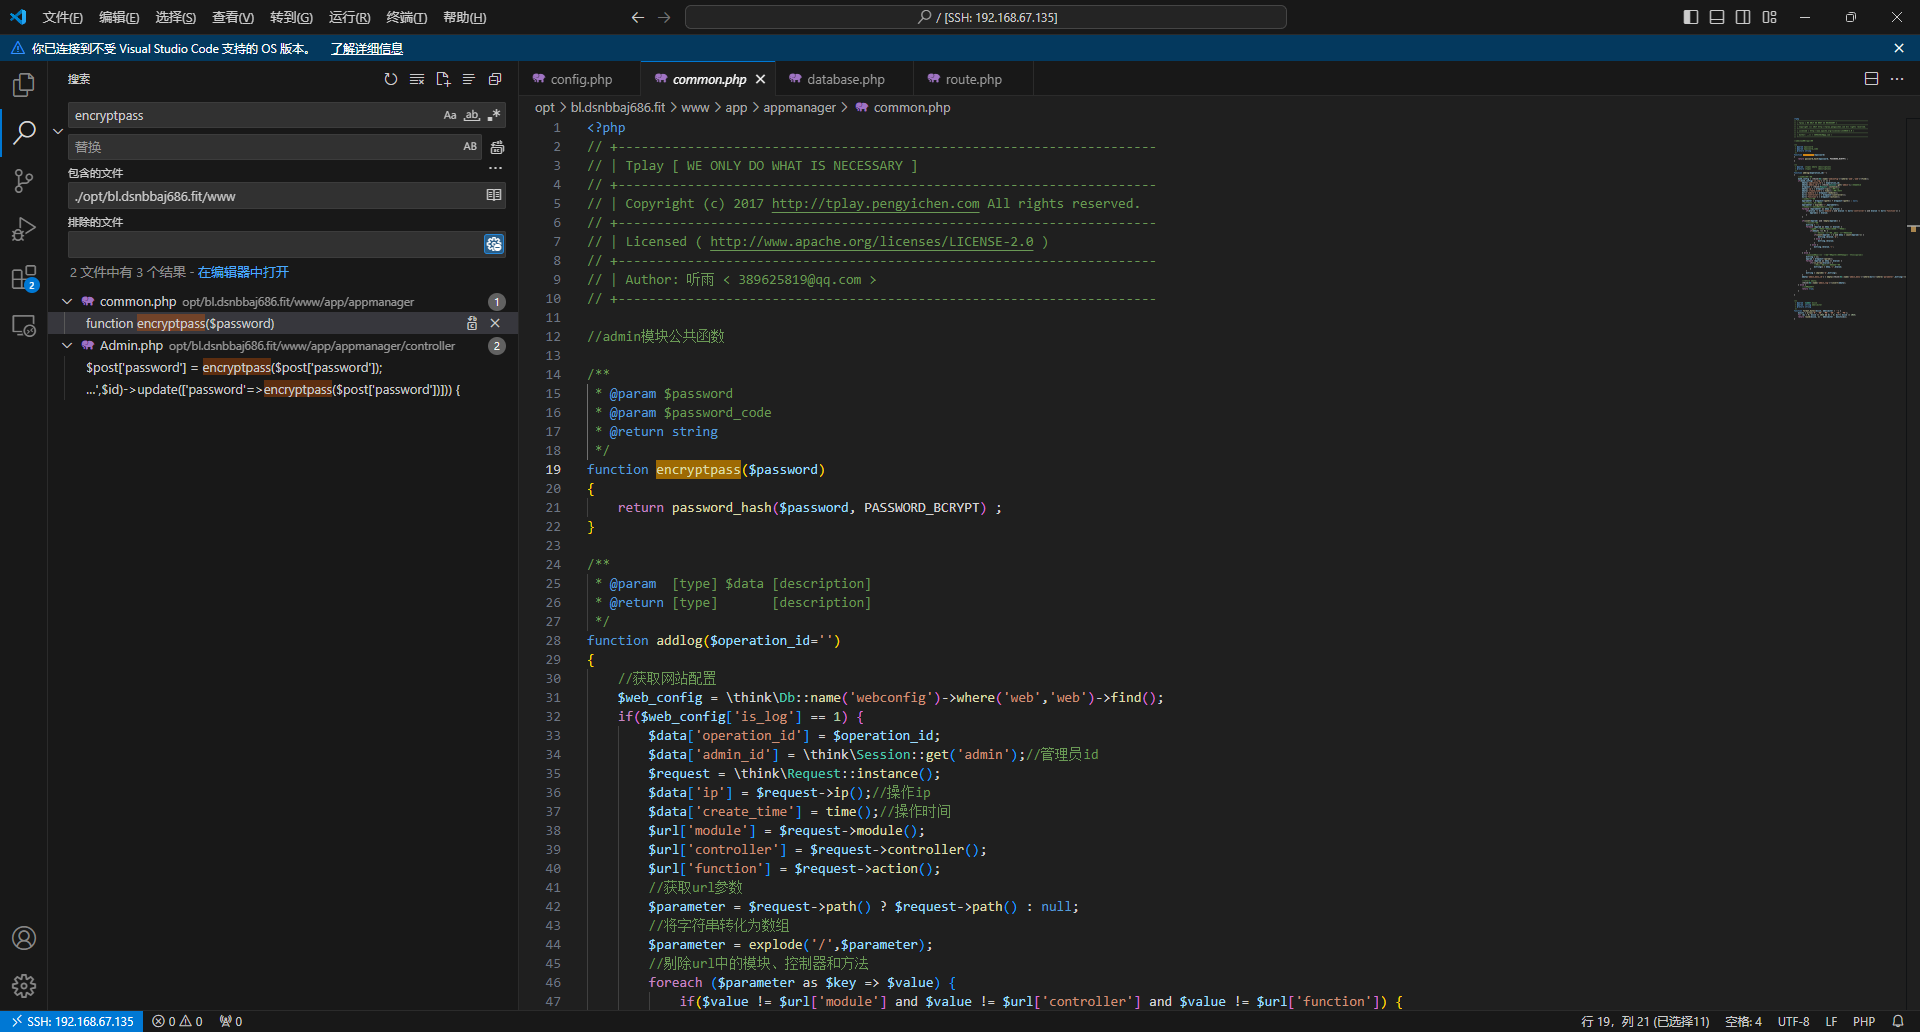 文件(F) 编辑(E) 选择(S) 查看(V) 转到(G) 运行(R) 终端(T) 帮助(H)
/ [SSH: 192.168.67.135]
你已连接到不受 Visual Studio Code 支持的 OS 版本。 了解详细信息
搜索
encryptpass
Aa ab .*
替换
AB
包含的文件
./opt/bl.dsnbbaj686.fit/www
排除的文件
2 文件中有 3 个结果 - 在编辑器中打开
common.php opt/bl.dsnbbaj686.fit/www/app/appmanager 1
function encryptpass($password)
Admin.php opt/bl.dsnbbaj686.fit/www/app/appmanager/controller 2
$post['password'] = encryptpass($post['password']);
...',$id)->update(['password'=>encryptpass($post['password'])])) {
2
config.php common.php database.php route.php
opt > bl.dsnbbaj686.fit > www > app > appmanager > common.php
1 <?php
2 // +----------------------------------------------------------------------
3 // | Tplay [ WE ONLY DO WHAT IS NECESSARY ]
4 // +----------------------------------------------------------------------
5 // | Copyright (c) 2017 http://tplay.pengyichen.com All rights reserved.
6 // +----------------------------------------------------------------------
7 // | Licensed ( http://www.apache.org/licenses/LICENSE-2.0 )
8 // +----------------------------------------------------------------------
9 // | Author: 听雨 < 389625819@qq.com >
10 // +----------------------------------------------------------------------
11
12 //admin模块公共函数
13
14 /**
15  * @param $password
16  * @param $password_code
17  * @return string
18  */
19 function encryptpass($password)
20 {
21     return password_hash($password, PASSWORD_BCRYPT) ;
22 }
23
24 /**
25  * @param  [type] $data [description]
26  * @return [type]       [description]
27  */
28 function addlog($operation_id='')
29 {
30     //获取网站配置
31     $web_config = \think\Db::name('webconfig')->where('web','web')->find();
32     if($web_config['is_log'] == 1) {
33         $data['operation_id'] = $operation_id;
34         $data['admin_id'] = \think\Session::get('admin');//管理员id
35         $request = \think\Request::instance();
36         $data['ip'] = $request->ip();//操作ip
37         $data['create_time'] = time();//操作时间
38         $url['module'] = $request->module();
39         $url['controller'] = $request->controller();
40         $url['function'] = $request->action();
41         //获取url参数
42         $parameter = $request->path() ? $request->path() : null;
43         //将字符串转化为数组
44         $parameter = explode('/',$parameter);
45         //剔除url中的模块、控制器和方法
46         foreach ($parameter as $key => $value) {
47             if($value != $url['module'] and $value != $url['controller'] and $value != $url['function']) {
SSH: 192.168.67.135 0 0 0 行 19，列 21 (已选择11) 空格: 4 UTF-8 LF PHP